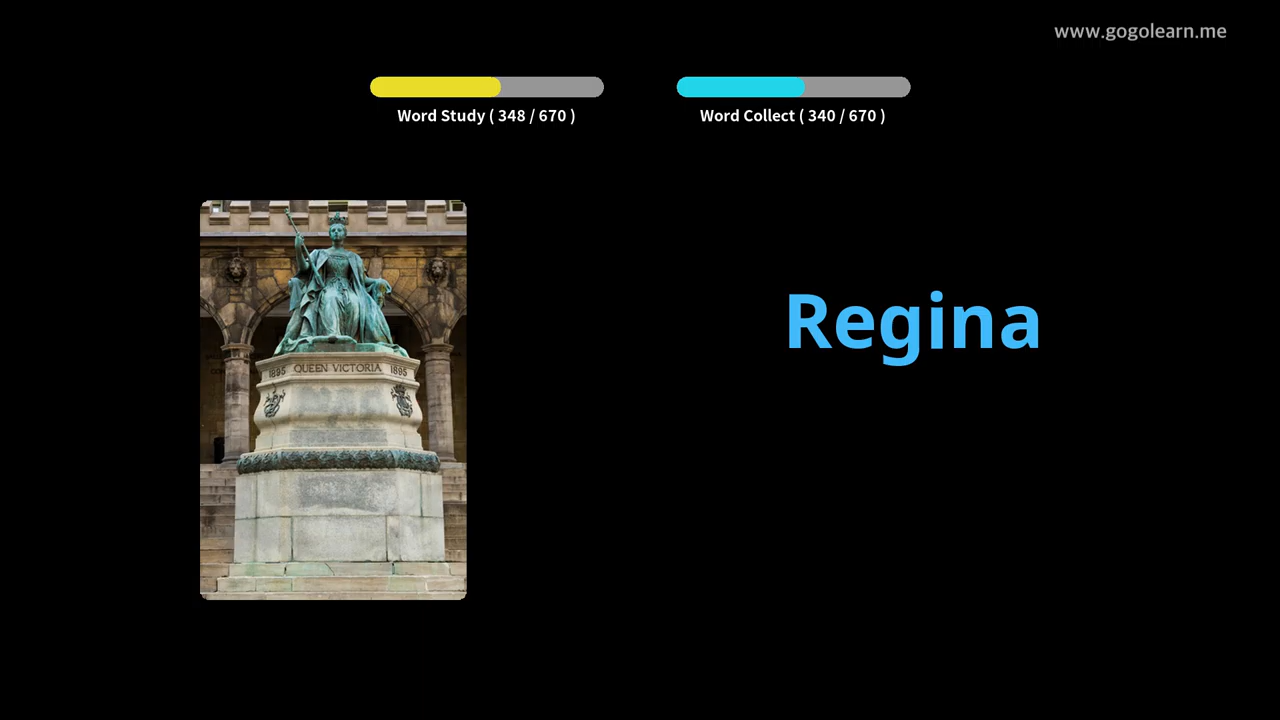 www.gogolearn.me
Word Study ( 348 / 670 )
Word Collect ( 340 / 670 )
Regina
1895 QUEEN VICTORIA 1895